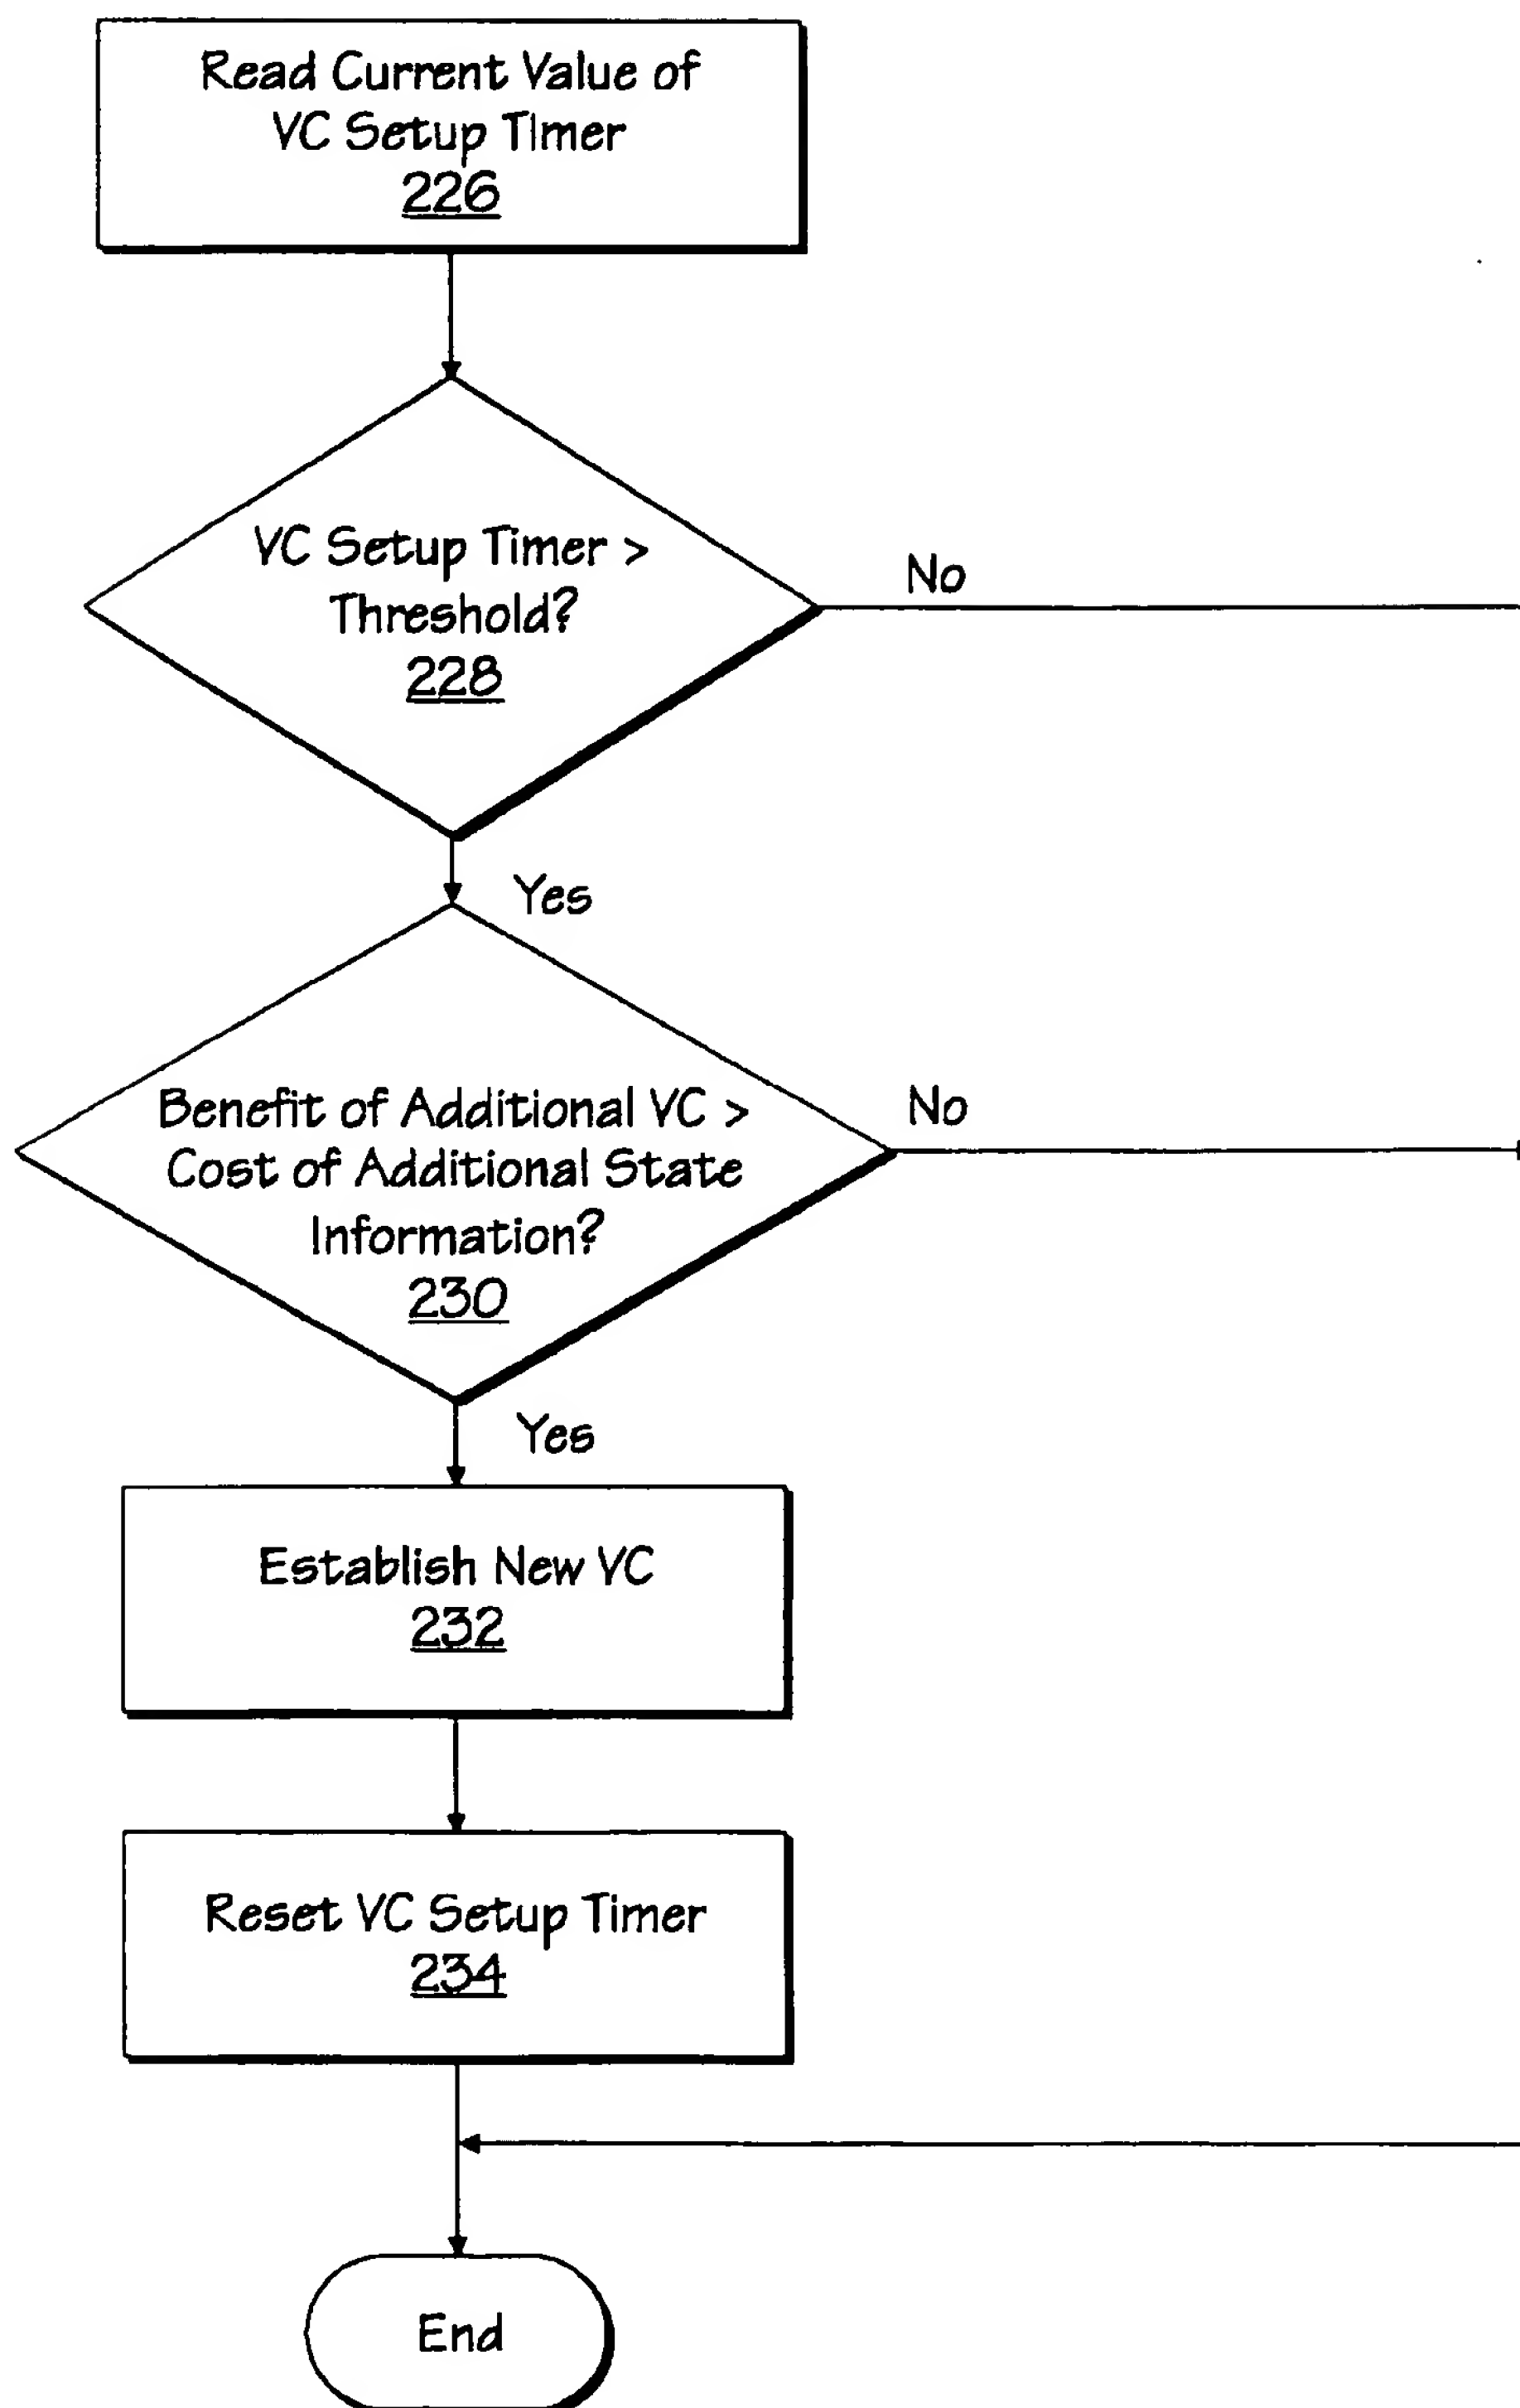 Read Current Value of
VC Setup Timer
226
VC Setup Timer >
Threshold?
228
No
Yes
Benefit of Additional VC >
Cost of Additional State
Information?
230
No
Yes
Establish New VC
232
Reset VC Setup Timer
234
End